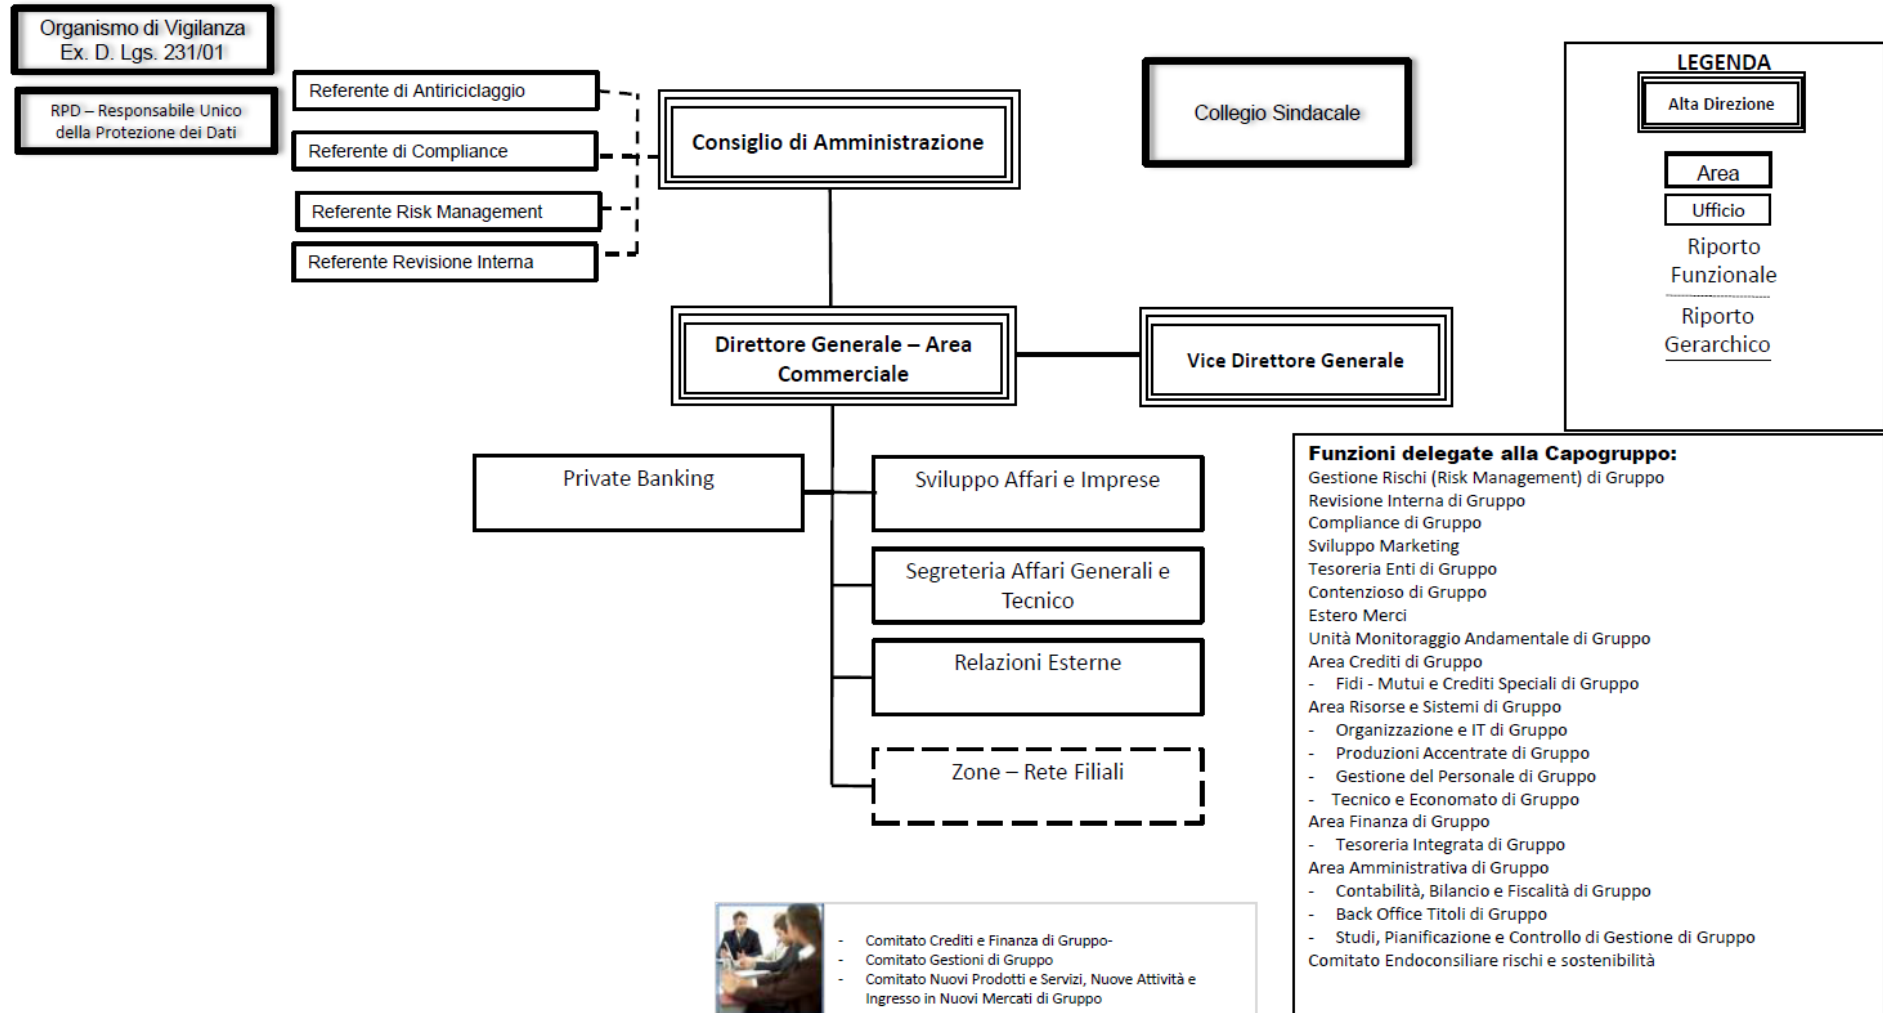 Organismo di Vigilanza
Ex. D. Lgs. 231/01
RPD – Responsabile Unico
della Protezione dei Dati
Referente di Antiriciclaggio
Referente di Compliance
Referente Risk Management
Referente Revisione Interna
Consiglio di Amministrazione
Collegio Sindacale
LEGENDA
Alta Direzione
Area
Ufficio
Riporto
Funzionale
Riporto
Gerarchico
Direttore Generale – Area
Commerciale
Vice Direttore Generale
Private Banking
Sviluppo Affari e Imprese
Segreteria Affari Generali e
Tecnico
Relazioni Esterne
Zone – Rete Filiali
Funzioni delegate alla Capogruppo:
Gestione Rischi (Risk Management) di Gruppo
Revisione Interna di Gruppo
Compliance di Gruppo
Sviluppo Marketing
Tesoreria Enti di Gruppo
Contenzioso di Gruppo
Estero Merci
Unità Monitoraggio Andamentale di Gruppo
Area Crediti di Gruppo
- Fidi - Mutui e Crediti Speciali di Gruppo
Area Risorse e Sistemi di Gruppo
- Organizzazione e IT di Gruppo
- Produzioni Accentrate di Gruppo
- Gestione del Personale di Gruppo
- Tecnico e Economato di Gruppo
Area Finanza di Gruppo
- Tesoreria Integrata di Gruppo
Area Amministrativa di Gruppo
- Contabilità, Bilancio e Fiscalità di Gruppo
- Back Office Titoli di Gruppo
- Studi, Pianificazione e Controllo di Gestione di Gruppo
Comitato Endoconsiliare rischi e sostenibilità
- Comitato Crediti e Finanza di Gruppo-
- Comitato Gestioni di Gruppo
- Comitato Nuovi Prodotti e Servizi, Nuove Attività e
Ingresso in Nuovi Mercati di Gruppo